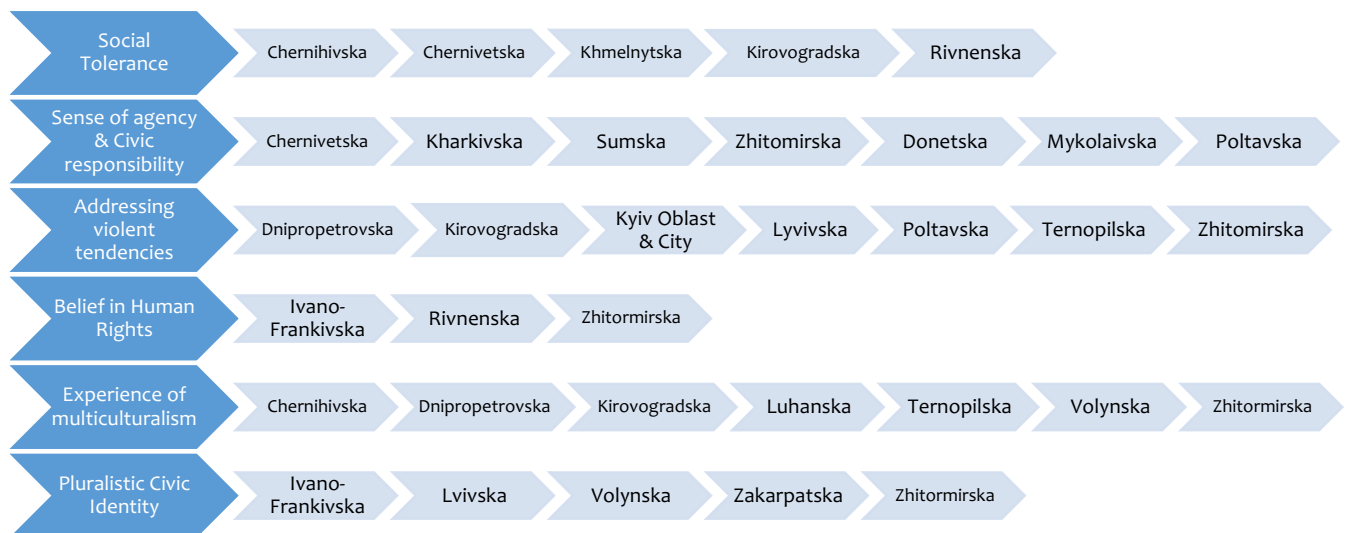 Social
Tolerance
Chernihivska
Chernivetska
Khmelnytska
Kirovogradska
Rivnenska
Sense of agency
& Civic
responsibility
Chernivetska
Kharkivska
Sumska
Zhitomirska
Donetska
Mykolaivska
Poltavska
Addressing
violent
tendencies
Dnipropetrovska
Kirovogradska
Kyiv Oblast
& City
Lyvivska
Poltavska
Ternopilska
Zhitomirska
Belief in Human
Rights
Ivano-
Frankivska
Rivnenska
Zhitormirska
Experience of
multiculturalism
Chernihivska
Dnipropetrovska
Kirovogradska
Luhanska
Ternopilska
Volynska
Zhitormirska
Pluralistic Civic
Identity
Ivano-
Frankivska
Lvivska
Volynska
Zakarpatska
Zhitormirska